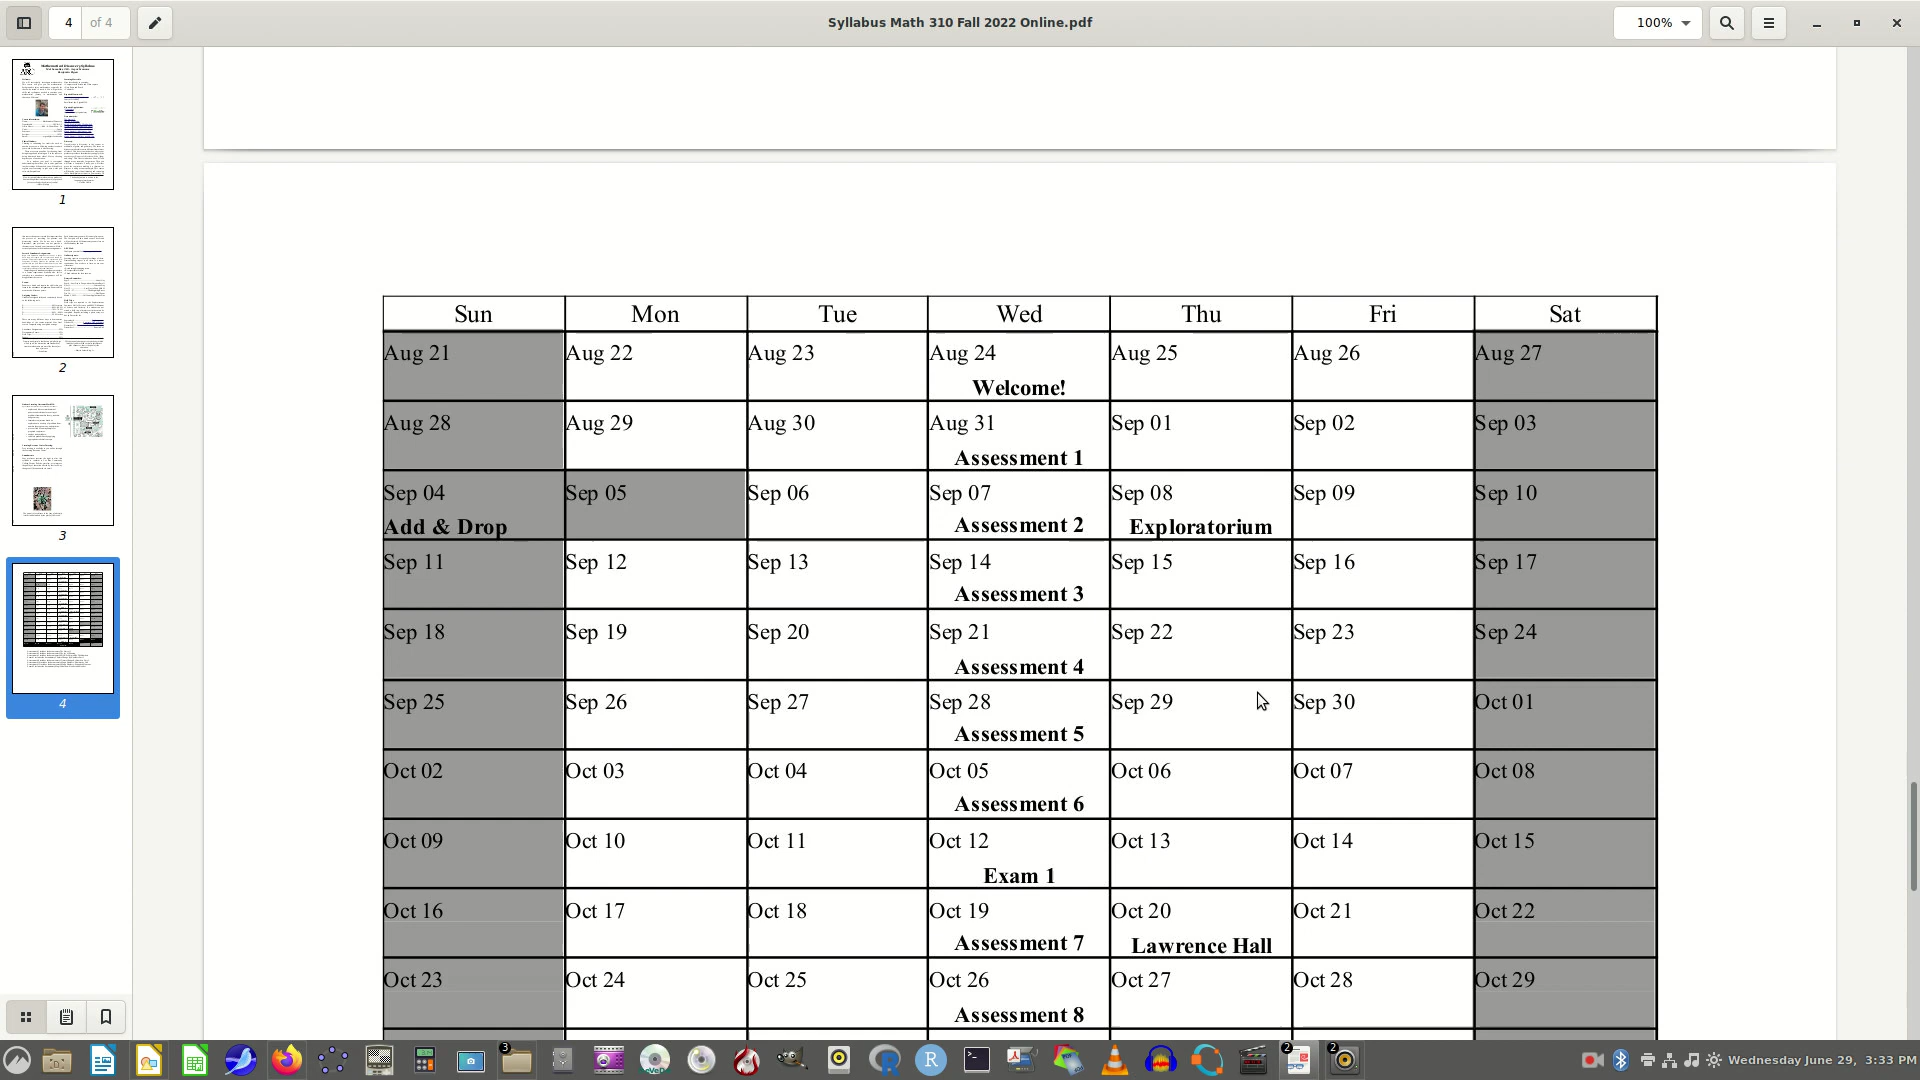 4 of 4
Syllabus Math 310 Fall 2022 Online.pdf
100%
1
2
3
4
Sun Mon Tue Wed Thu Fri Sat
Aug 21 Aug 22 Aug 23 Aug 24 Aug 25 Aug 26 Aug 27
Welcome!
Aug 28 Aug 29 Aug 30 Aug 31 Sep 01 Sep 02 Sep 03
Assessment 1
Sep 04 Sep 05 Sep 06 Sep 07 Sep 08 Sep 09 Sep 10
Add & Drop Assessment 2 Exploratorium
Sep 11 Sep 12 Sep 13 Sep 14 Sep 15 Sep 16 Sep 17
Assessment 3
Sep 18 Sep 19 Sep 20 Sep 21 Sep 22 Sep 23 Sep 24
Assessment 4
Sep 25 Sep 26 Sep 27 Sep 28 Sep 29 Sep 30 Oct 01
Assessment 5
Oct 02 Oct 03 Oct 04 Oct 05 Oct 06 Oct 07 Oct 08
Assessment 6
Oct 09 Oct 10 Oct 11 Oct 12 Oct 13 Oct 14 Oct 15
Exam 1
Oct 16 Oct 17 Oct 18 Oct 19 Oct 20 Oct 21 Oct 22
Assessment 7 Lawrence Hall
Oct 23 Oct 24 Oct 25 Oct 26 Oct 27 Oct 28 Oct 29
Assessment 8
3 2 2
Wednesday June 29, 3:33 PM